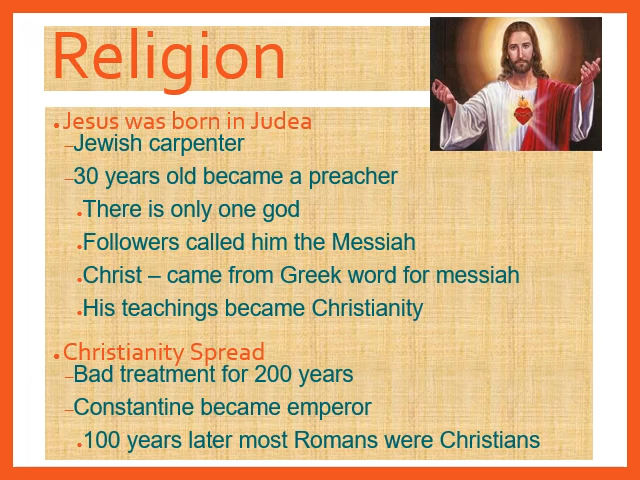 Religion
•Jesus was born in Judea
–Jewish carpenter
–30 years old became a preacher
•There is only one god
•Followers called him the Messiah
•Christ – came from Greek word for messiah
•His teachings became Christianity
•Christianity Spread
–Bad treatment for 200 years
–Constantine became emperor
•100 years later most Romans were Christians